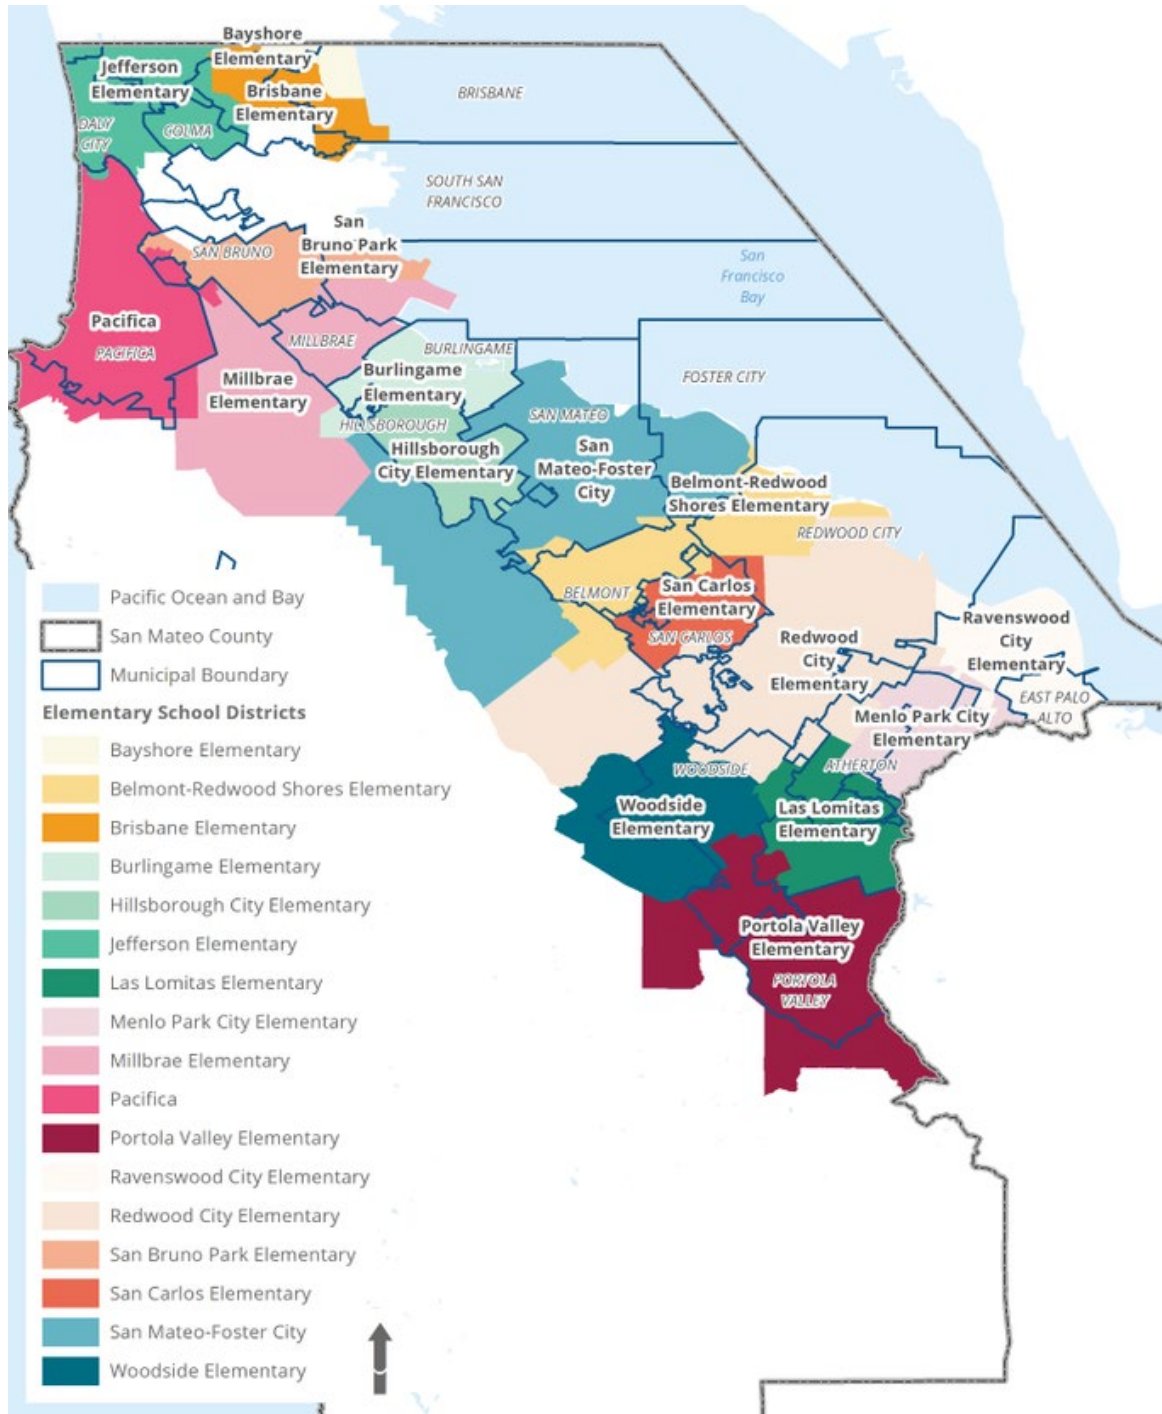 Bayshore
Elementary
Jefferson
Elementary
Brisbane
Elementary
BRISBANE
DALY
CITY
COLMA
SOUTH SAN
FRANCISCO
San
Bruno Park
Elementary
SAN BRUNO
San
Francisco
Bay
Pacifica
PACIFICA
MILLBRAE
BURLINGAME
Millbrae
Elementary
Burlingame
Elementary
FOSTER CITY
HILLSBOROUGH
SAN MATEO
Hillsborough
City Elementary
San
Mateo-Foster
City
Belmont-Redwood
Shores Elementary
REDWOOD CITY
BELMONT
San Carlos
Elementary
SAN CARLOS
Redwood
City
Elementary
Ravenswood
City
Elementary
EAST PALO
ALTO
Menlo Park City
Elementary
WOODSIDE
ATHERTON
Woodside
Elementary
Las Lomitas
Elementary
Portola Valley
Elementary
PORTOLA
VALLEY
Pacific Ocean and Bay
San Mateo County
Municipal Boundary
Elementary School Districts
Bayshore Elementary
Belmont-Redwood Shores Elementary
Brisbane Elementary
Burlingame Elementary
Hillsborough City Elementary
Jefferson Elementary
Las Lomitas Elementary
Menlo Park City Elementary
Millbrae Elementary
Pacifica
Portola Valley Elementary
Ravenswood City Elementary
Redwood City Elementary
San Bruno Park Elementary
San Carlos Elementary
San Mateo-Foster City
Woodside Elementary